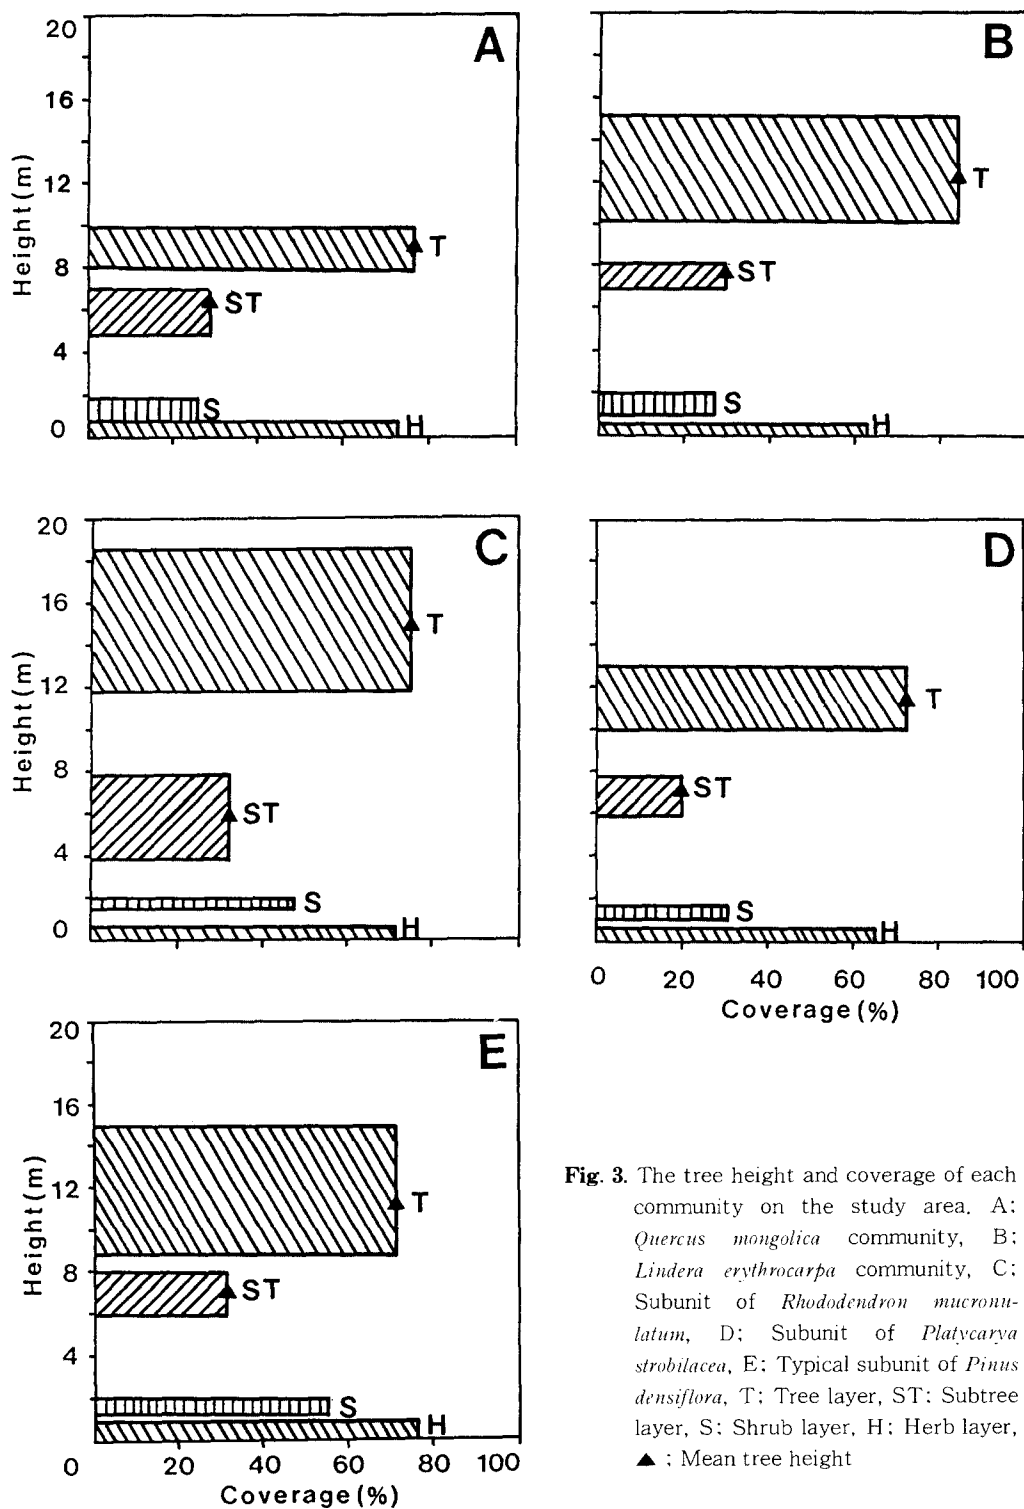 20
16
12
8
4
0
Height(m)
A
T
ST
S
H
B
T
ST
S
H
20
16
12
8
4
0
Height(m)
C
T
ST
S
H
D
T
ST
S
H
0 20 40 60 80 100
Coverage(%)
20
16
12
8
4
Height(m)
E
T
ST
S
H
0 20 40 60 80 100
Coverage(%)
Fig. 3. The tree height and coverage of each
community on the study area. A;
Quercus mongolica community, B;
Lindera erythrocarpa community, C;
Subunit of Rhododendron mucronu-
latum, D; Subunit of Platycarya
strobilacea, E; Typical subunit of Pinus
densiflora, T; Tree layer, ST; Subtree
layer, S; Shrub layer, H; Herb layer,
▲ ; Mean tree height